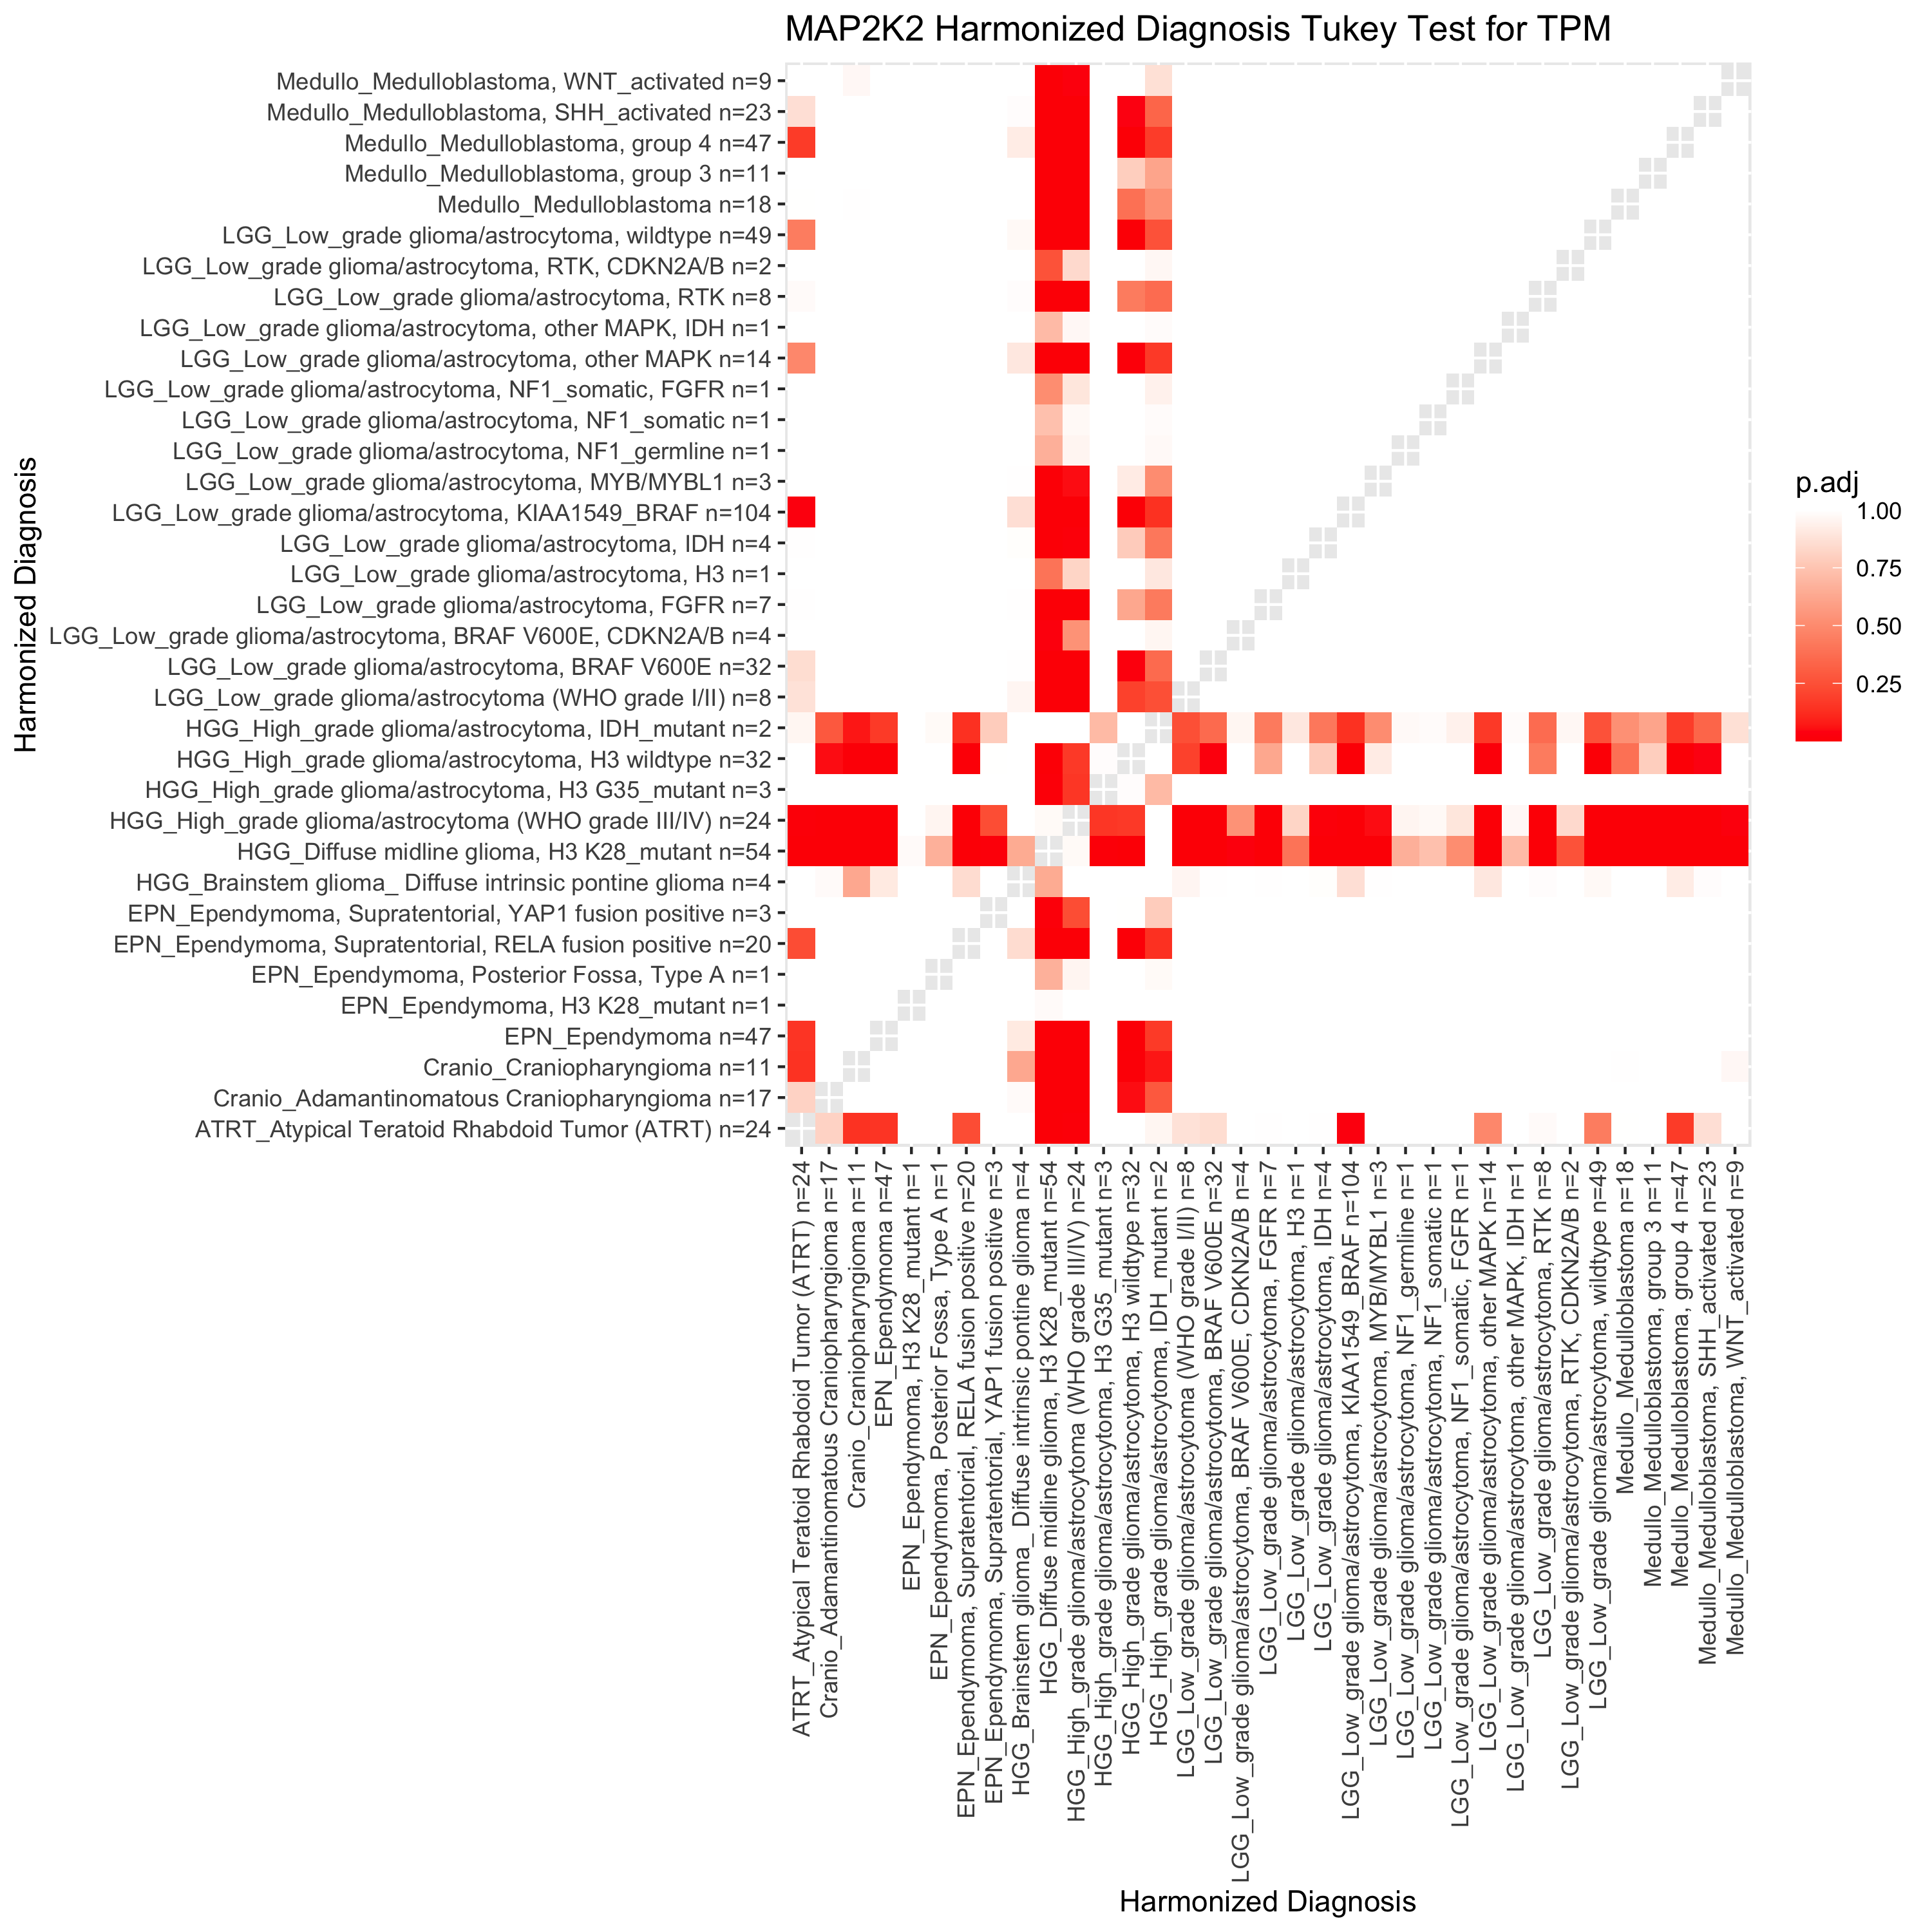 MAP2K2 Harmonized Diagnosis Tukey Test for TPM
Harmonized Diagnosis
Medullo_Medulloblastoma, WNT_activated n=9
Medullo_Medulloblastoma, SHH_activated n=23
Medullo_Medulloblastoma, group 4 n=47
Medullo_Medulloblastoma, group 3 n=11
Medullo_Medulloblastoma n=18
LGG_Low_grade glioma/astrocytoma, wildtype n=49
LGG_Low_grade glioma/astrocytoma, RTK, CDKN2A/B n=2
LGG_Low_grade glioma/astrocytoma, RTK n=8
LGG_Low_grade glioma/astrocytoma, other MAPK, IDH n=1
LGG_Low_grade glioma/astrocytoma, other MAPK n=14
LGG_Low_grade glioma/astrocytoma, NF1_somatic, FGFR n=1
LGG_Low_grade glioma/astrocytoma, NF1_somatic n=1
LGG_Low_grade glioma/astrocytoma, NF1_germline n=1
LGG_Low_grade glioma/astrocytoma, MYB/MYBL1 n=3
LGG_Low_grade glioma/astrocytoma, KIAA1549_BRAF n=104
LGG_Low_grade glioma/astrocytoma, IDH n=4
LGG_Low_grade glioma/astrocytoma, H3 n=1
LGG_Low_grade glioma/astrocytoma, FGFR n=7
LGG_Low_grade glioma/astrocytoma, BRAF V600E, CDKN2A/B n=4
LGG_Low_grade glioma/astrocytoma, BRAF V600E n=32
LGG_Low_grade glioma/astrocytoma (WHO grade I/II) n=8
HGG_High_grade glioma/astrocytoma, IDH_mutant n=2
HGG_High_grade glioma/astrocytoma, H3 wildtype n=32
HGG_High_grade glioma/astrocytoma, H3 G35_mutant n=3
HGG_High_grade glioma/astrocytoma (WHO grade III/IV) n=24
HGG_Diffuse midline glioma, H3 K28_mutant n=54
HGG_Brainstem glioma_ Diffuse intrinsic pontine glioma n=4
EPN_Ependymoma, Supratentorial, YAP1 fusion positive n=3
EPN_Ependymoma, Supratentorial, RELA fusion positive n=20
EPN_Ependymoma, Posterior Fossa, Type A n=1
EPN_Ependymoma, H3 K28_mutant n=1
EPN_Ependymoma n=47
Cranio_Craniopharyngioma n=11
Cranio_Adamantinomatous Craniopharyngioma n=17
ATRT_Atypical Teratoid Rhabdoid Tumor (ATRT) n=24
p.adj
1.00
0.75
0.50
0.25
ATRT_Atypical Teratoid Rhabdoid Tumor (ATRT) n=24
Cranio_Adamantinomatous Craniopharyngioma n=17
Cranio_Craniopharyngioma n=11
EPN_Ependymoma n=47
EPN_Ependymoma, H3 K28_mutant n=1
EPN_Ependymoma, Posterior Fossa, Type A n=1
EPN_Ependymoma, Supratentorial, RELA fusion positive n=20
EPN_Ependymoma, Supratentorial, YAP1 fusion positive n=3
HGG_Brainstem glioma_ Diffuse intrinsic pontine glioma n=4
HGG_Diffuse midline glioma, H3 K28_mutant n=54
HGG_High_grade glioma/astrocytoma (WHO grade III/IV) n=24
HGG_High_grade glioma/astrocytoma, H3 G35_mutant n=3
HGG_High_grade glioma/astrocytoma, H3 wildtype n=32
HGG_High_grade glioma/astrocytoma, IDH_mutant n=2
LGG_Low_grade glioma/astrocytoma (WHO grade I/II) n=8
LGG_Low_grade glioma/astrocytoma, BRAF V600E n=32
LGG_Low_grade glioma/astrocytoma, BRAF V600E, CDKN2A/B n=4
LGG_Low_grade glioma/astrocytoma, FGFR n=7
LGG_Low_grade glioma/astrocytoma, H3 n=1
LGG_Low_grade glioma/astrocytoma, IDH n=4
LGG_Low_grade glioma/astrocytoma, KIAA1549_BRAF n=104
LGG_Low_grade glioma/astrocytoma, MYB/MYBL1 n=3
LGG_Low_grade glioma/astrocytoma, NF1_germline n=1
LGG_Low_grade glioma/astrocytoma, NF1_somatic n=1
LGG_Low_grade glioma/astrocytoma, NF1_somatic, FGFR n=1
LGG_Low_grade glioma/astrocytoma, other MAPK n=14
LGG_Low_grade glioma/astrocytoma, other MAPK, IDH n=1
LGG_Low_grade glioma/astrocytoma, RTK n=8
LGG_Low_grade glioma/astrocytoma, RTK, CDKN2A/B n=2
LGG_Low_grade glioma/astrocytoma, wildtype n=49
Medullo_Medulloblastoma n=18
Medullo_Medulloblastoma, group 3 n=11
Medullo_Medulloblastoma, group 4 n=47
Medullo_Medulloblastoma, SHH_activated n=23
Medullo_Medulloblastoma, WNT_activated n=9
Harmonized Diagnosis